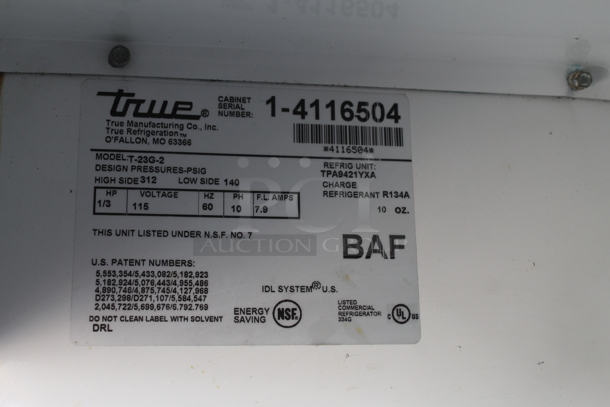 true®
CABINET SERIAL NUMBER: 1-4116504
True Manufacturing Co., Inc.
True Refrigeration™
O'FALLON, MO 63366
*4116504*
MODEL: T-23G-2
DESIGN PRESSURES-PSIG
HIGH SIDE 312 LOW SIDE 140
REFRIG UNIT:
TPA9421YXA
CHARGE
REFRIGERANT R134A
10 OZ.
HP VOLTAGE HZ PH F.L. AMPS
1/3 115 60 10 7.9
THIS UNIT LISTED UNDER N.S.F. NO. 7
BAF
PCI
AUCTION GROUP
U.S. PATENT NUMBERS:
5,553,354/5,433,082/5,182,923
5,182,924/5,076,443/4,955,486
4,890,746/4,875,745/4,127,968
D273,298/D271,107/5,584,547
2,045,722/5,699,676/6,792,769
IDL SYSTEM® U.S.
DO NOT CLEAN LABEL WITH SOLVENT
DRL
ENERGY SAVING
NSF®
LISTED
COMMERCIAL
REFRIGERATOR
334G
C UL US